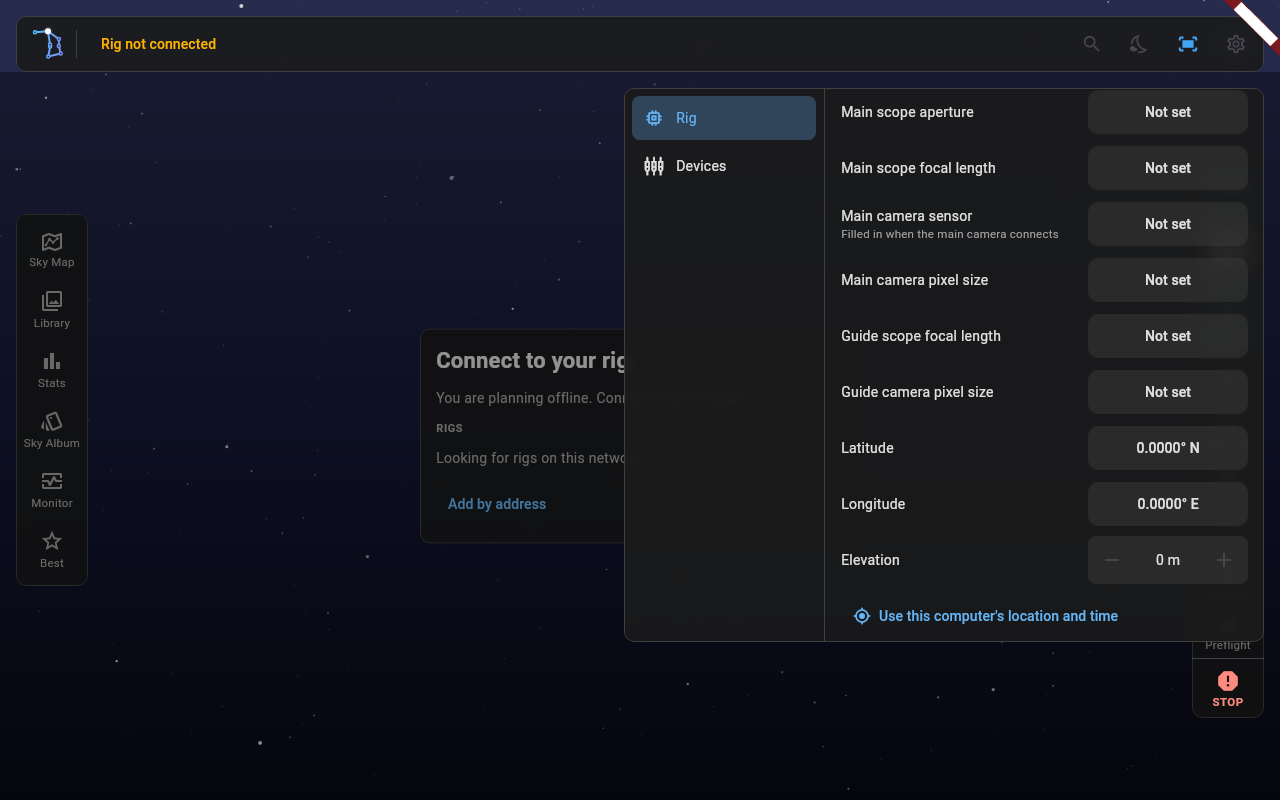 Rig not connected
Rig
Devices
Main scope aperture
Not set
Main scope focal length
Not set
Main camera sensor
Filled in when the main camera connects
Not set
Main camera pixel size
Not set
Guide scope focal length
Not set
Guide camera pixel size
Not set
Latitude
0.0000° N
Longitude
0.0000° E
Elevation
0 m
Use this computer's location and time
Sky Map
Library
Stats
Sky Album
Monitor
Best
Connect to your rig
You are planning offline.
RIGS
Looking for rigs on this
Add by address
Preflight
STOP